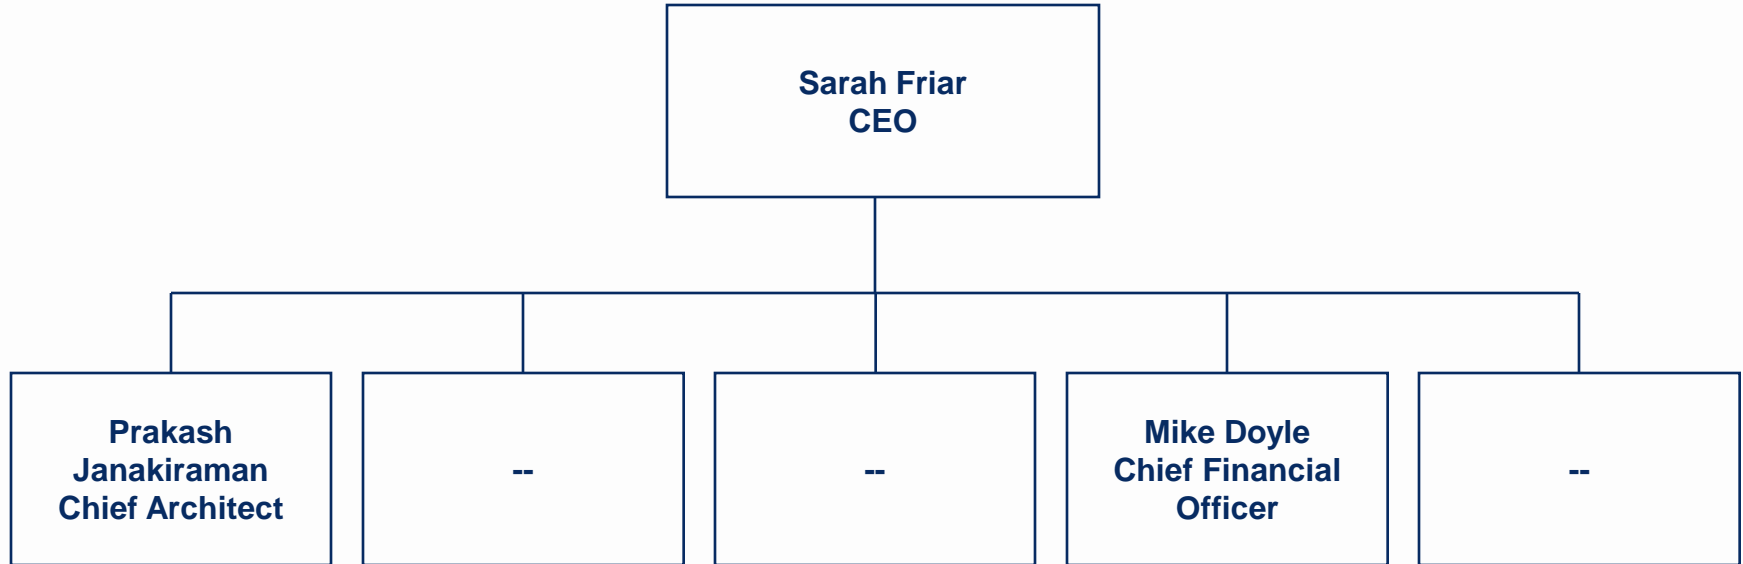 Sarah Friar
CEO
Prakash
Janakiraman
Chief Architect
--
--
Mike Doyle
Chief Financial
Officer
--